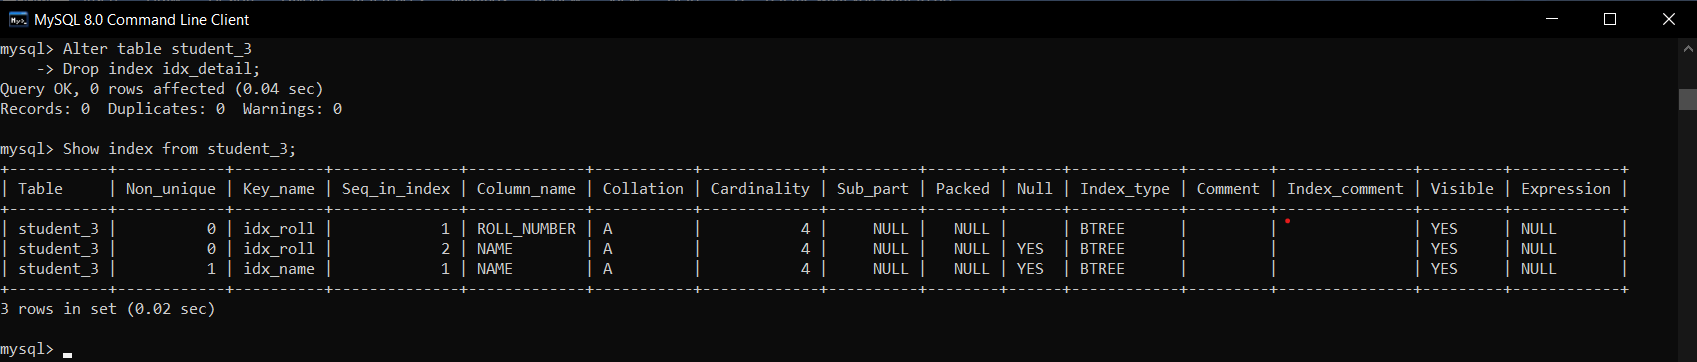 MySQL 8.0 Command Line Client
mysql> Alter table student_3
    -> Drop index idx_detail;
Query OK, 0 rows affected (0.04 sec)
Records: 0  Duplicates: 0  Warnings: 0

mysql> Show index from student_3;
+-----------+------------+----------+--------------+-------------+-----------+-------------+----------+--------+------+------------+---------+---------------+---------+------------+
| Table     | Non_unique | Key_name | Seq_in_index | Column_name | Collation | Cardinality | Sub_part | Packed | Null | Index_type | Comment | Index_comment | Visible | Expression |
+-----------+------------+----------+--------------+-------------+-----------+-------------+----------+--------+------+------------+---------+---------------+---------+------------+
| student_3 |          0 | idx_roll |            1 | ROLL_NUMBER | A         |           4 |     NULL |   NULL |      | BTREE      |         |               | YES     | NULL       |
| student_3 |          0 | idx_roll |            2 | NAME        | A         |           4 |     NULL |   NULL | YES  | BTREE      |         |               | YES     | NULL       |
| student_3 |          1 | idx_name |            1 | NAME        | A         |           4 |     NULL |   NULL | YES  | BTREE      |         |               | YES     | NULL       |
+-----------+------------+----------+--------------+-------------+-----------+-------------+----------+--------+------+------------+---------+---------------+---------+------------+
3 rows in set (0.02 sec)

mysql>